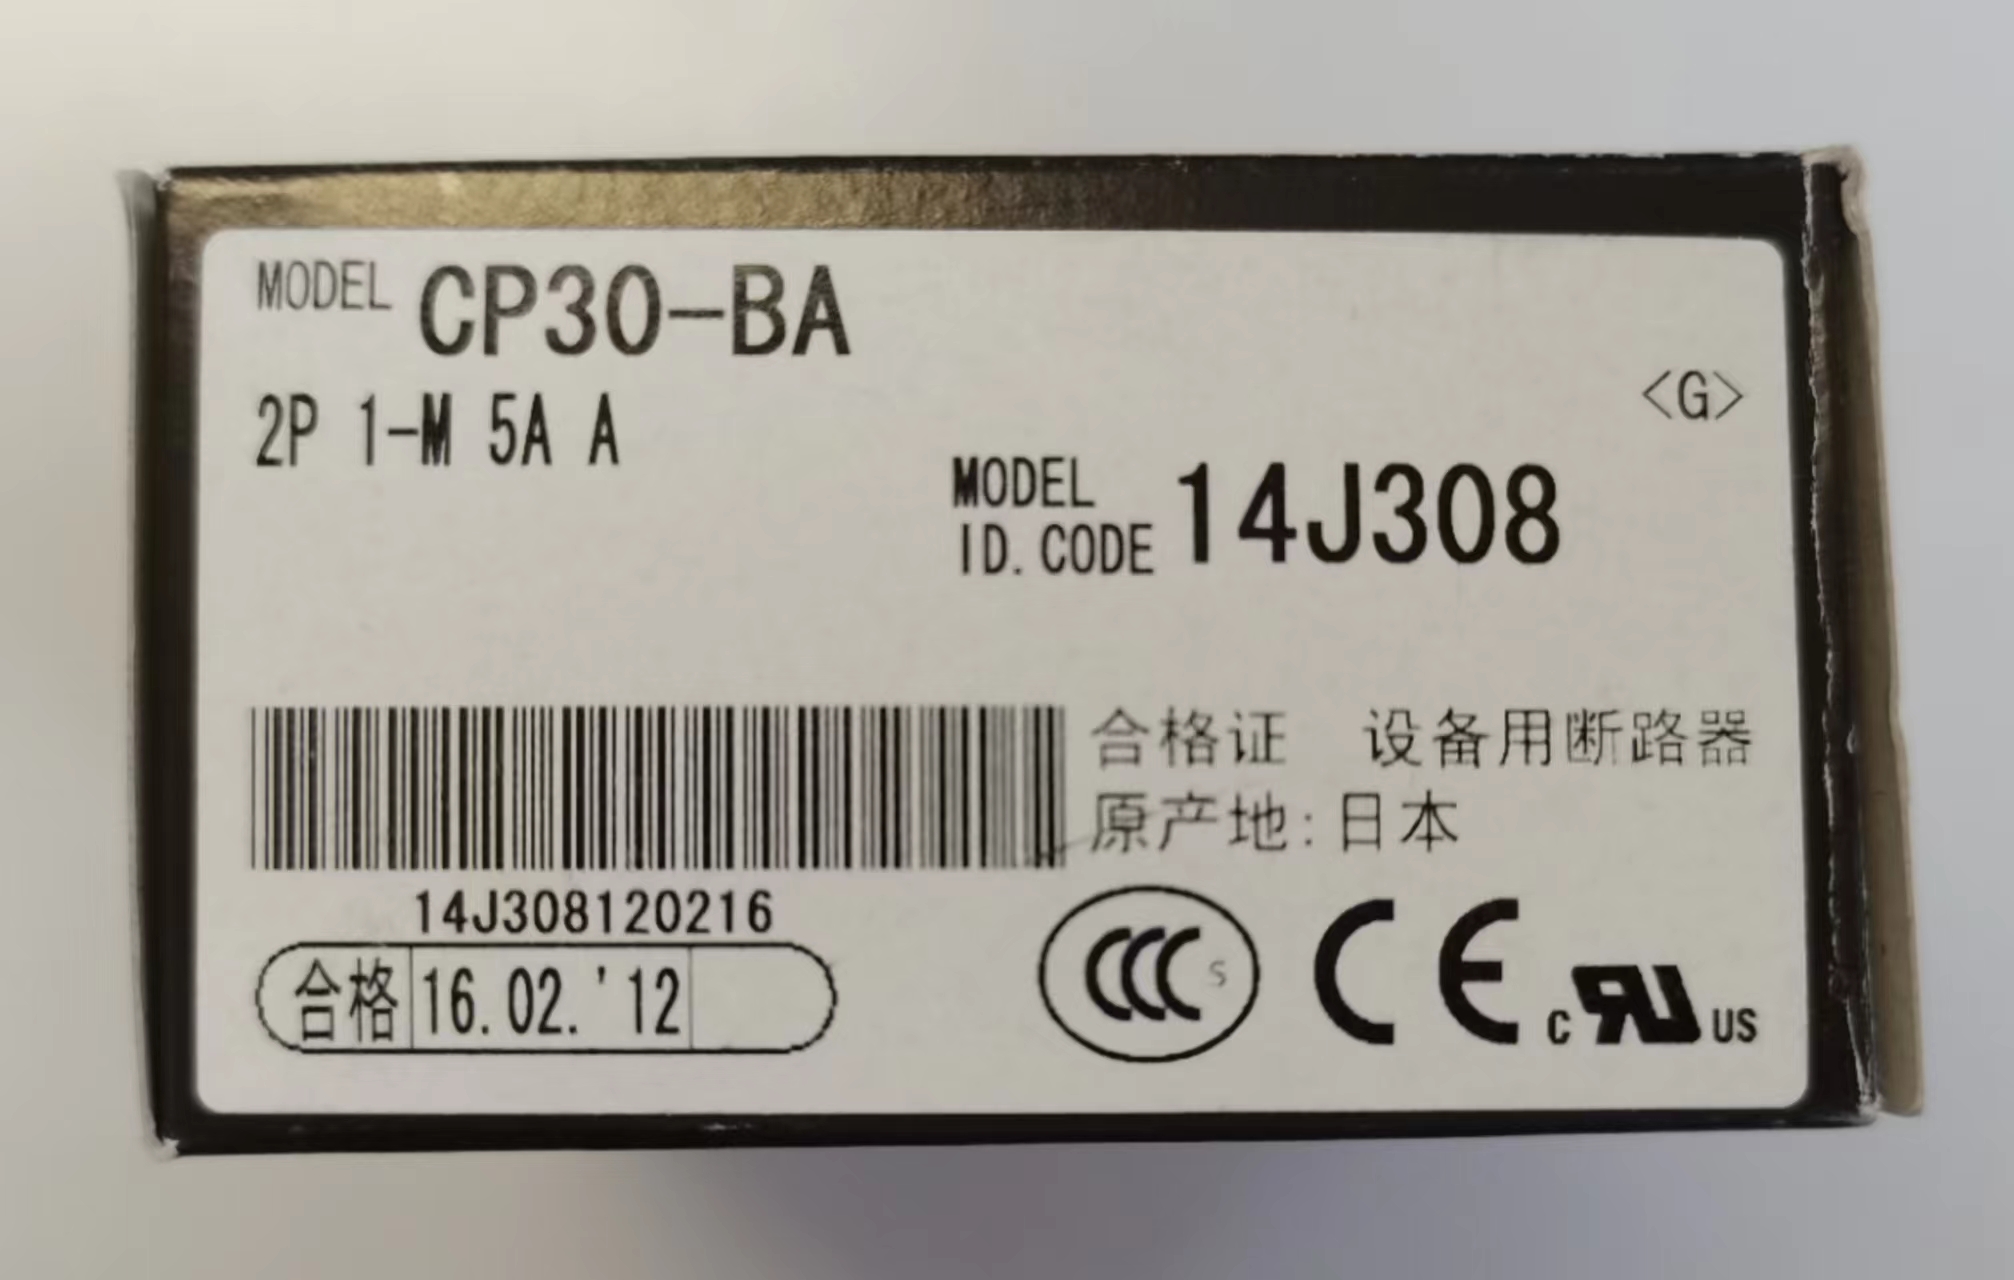 MODEL CP30-BA
2P 1-M 5A A
<G>
MODEL
ID. CODE 14J308
合格证 设备用断路器
原产地: 日本
14J308120216
合格 16.02.'12
CCC S CE c RU US